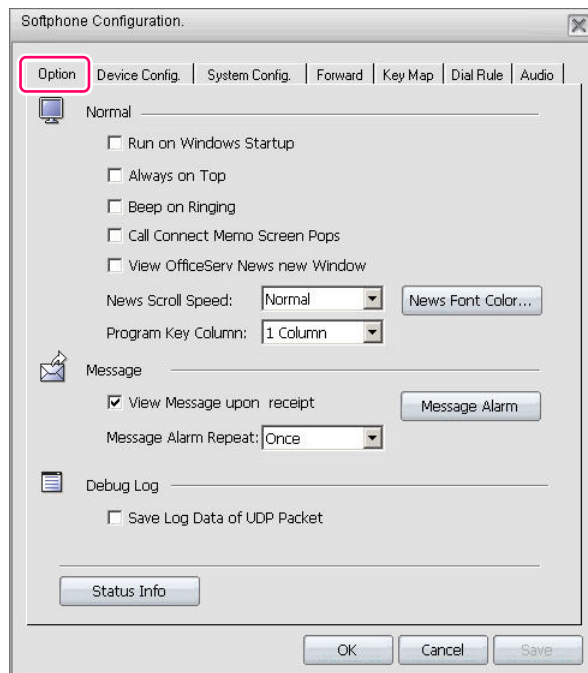 Softphone Configuration.
Option Device Config. System Config. Forward Key Map Dial Rule Audio
Normal
Run on Windows Startup
Always on Top
Beep on Ringing
Call Connect Memo Screen Pops
View OfficeServ News new Window
News Scroll Speed: Normal News Font Color...
Program Key Column: 1 Column
Message
View Message upon receipt Message Alarm
Message Alarm Repeat: Once
Debug Log
Save Log Data of UDP Packet
Status Info
OK Cancel Save